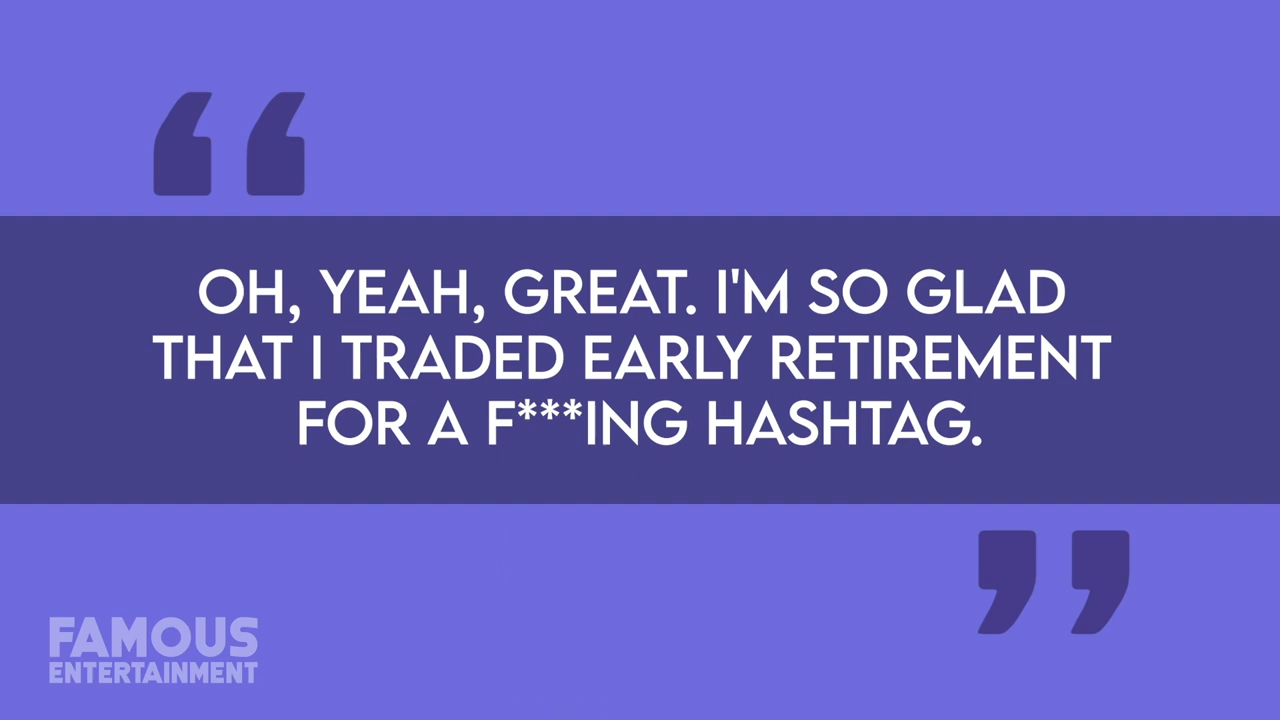 OH, YEAH, GREAT. I'M SO GLAD
THAT I TRADED EARLY RETIREMENT
FOR A F***ING HASHTAG.
FAMOUS
ENTERTAINMENT